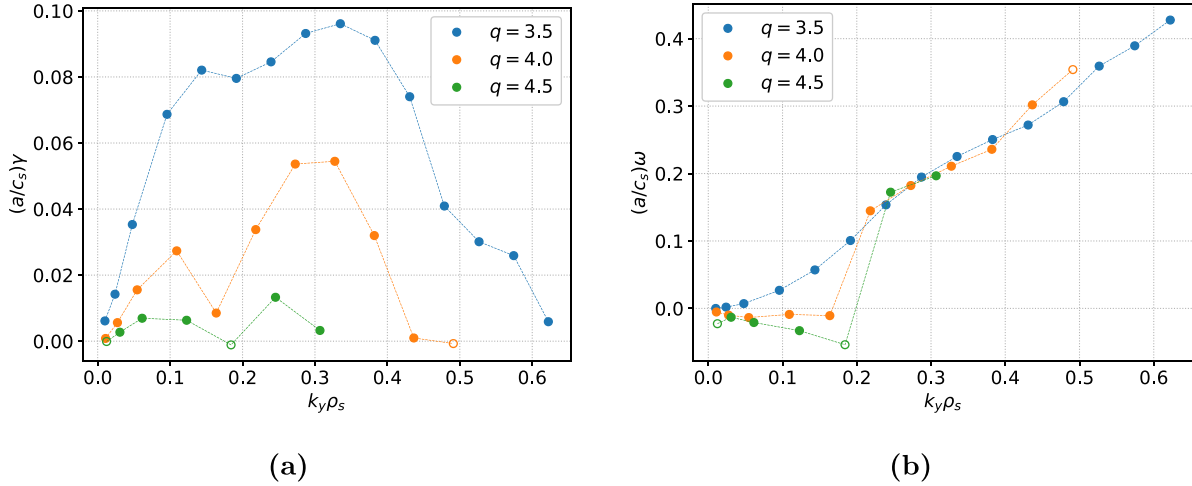 0.10
0.08
0.06
0.04
0.02
0.00
(a/c_s)γ
0.0 0.1 0.2 0.3 0.4 0.5 0.6
k_yρ_s
q = 3.5
q = 4.0
q = 4.5
(a)
0.4
0.3
0.2
0.1
0.0
(a/c_s)ω
0.0 0.1 0.2 0.3 0.4 0.5 0.6
k_yρ_s
q = 3.5
q = 4.0
q = 4.5
(b)